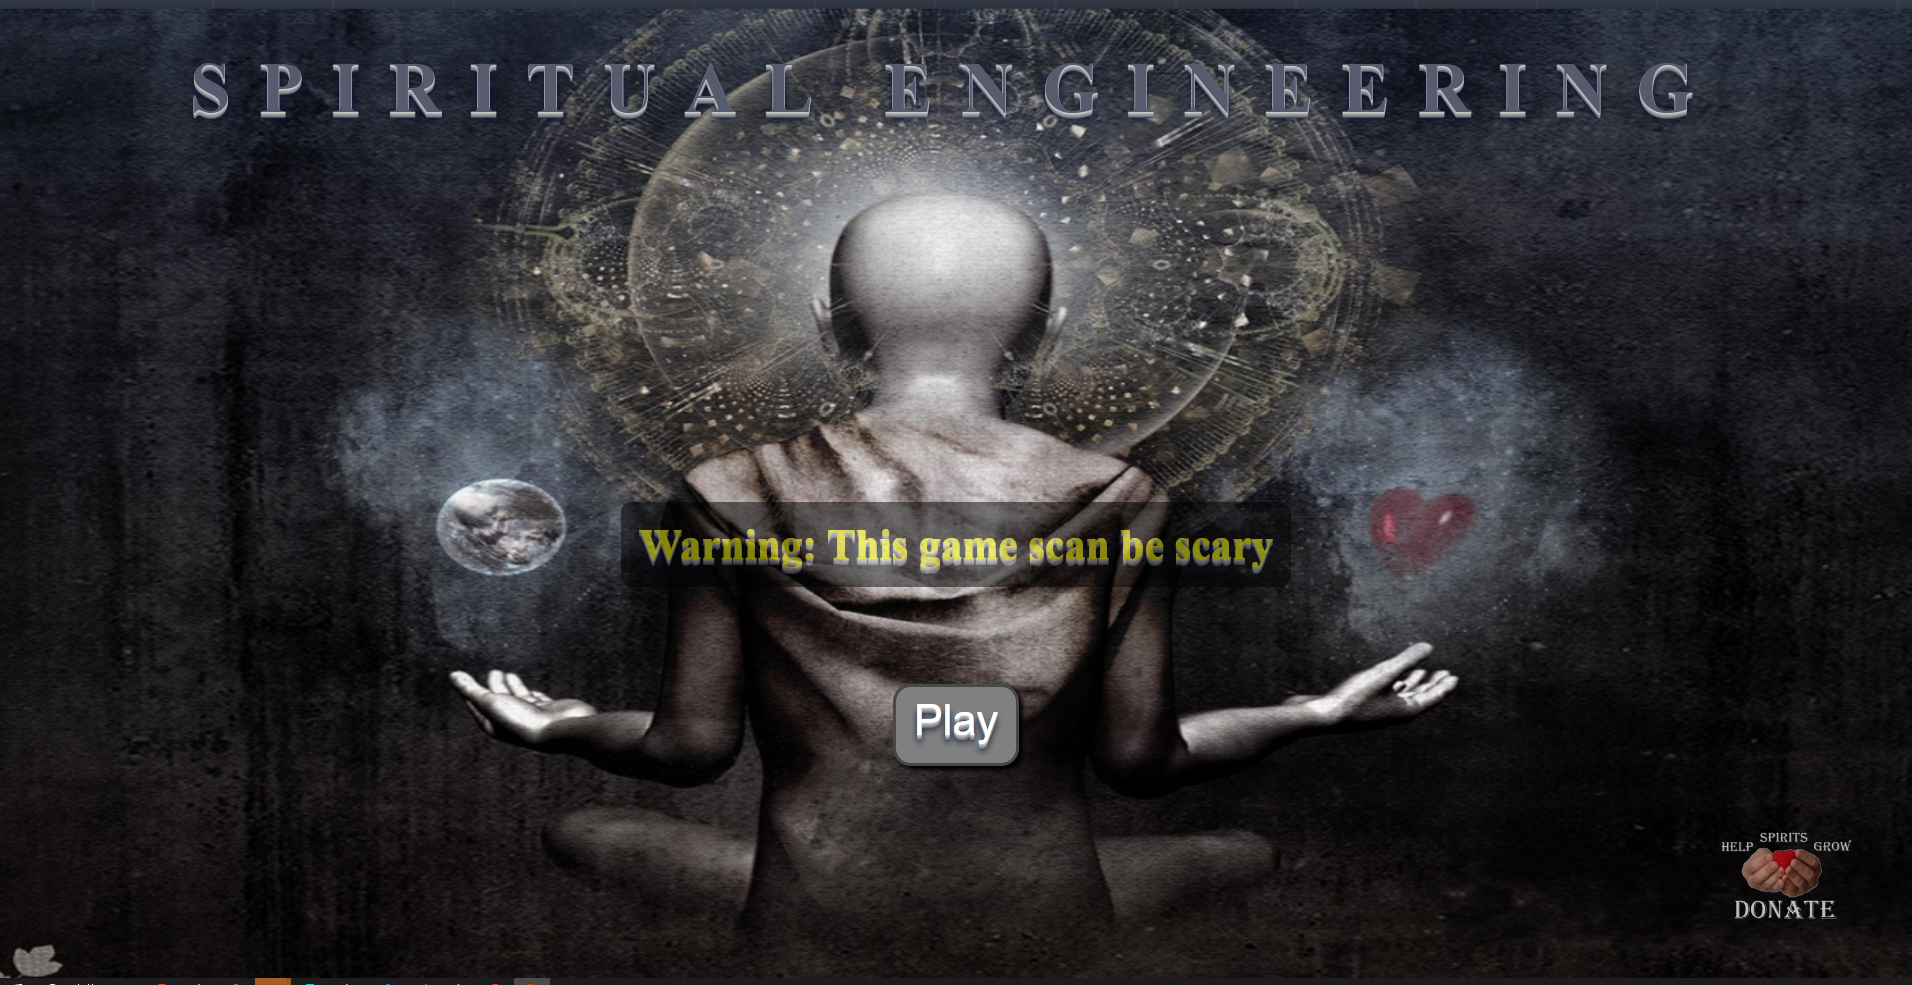 SPIRITUAL ENGINEERING
Warning: This game scan be scary
Play
HELP SPIRITS GROW
DONATE